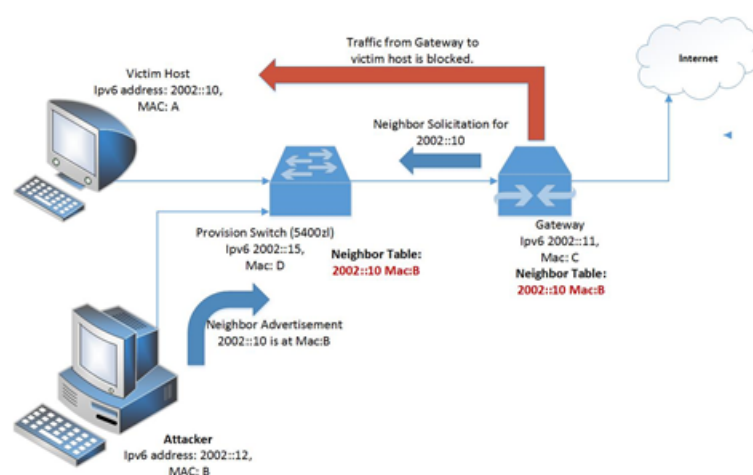 Traffic from Gateway to
victim host is blocked.
Internet
Victim Host
Ipv6 address: 2002::10,
MAC: A
Neighbor Solicitation for
2002::10
Provision Switch (5400zl)
Ipv6 2002::15,
Mac: D
Neighbor Table:
2002::10 Mac:B
Gateway
Ipv6 2002::11,
Mac: C
Neighbor Table:
2002::10 Mac:B
Neighbor Advertisement
2002::10 is at Mac:B
Attacker
Ipv6 address: 2002::12,
MAC: B